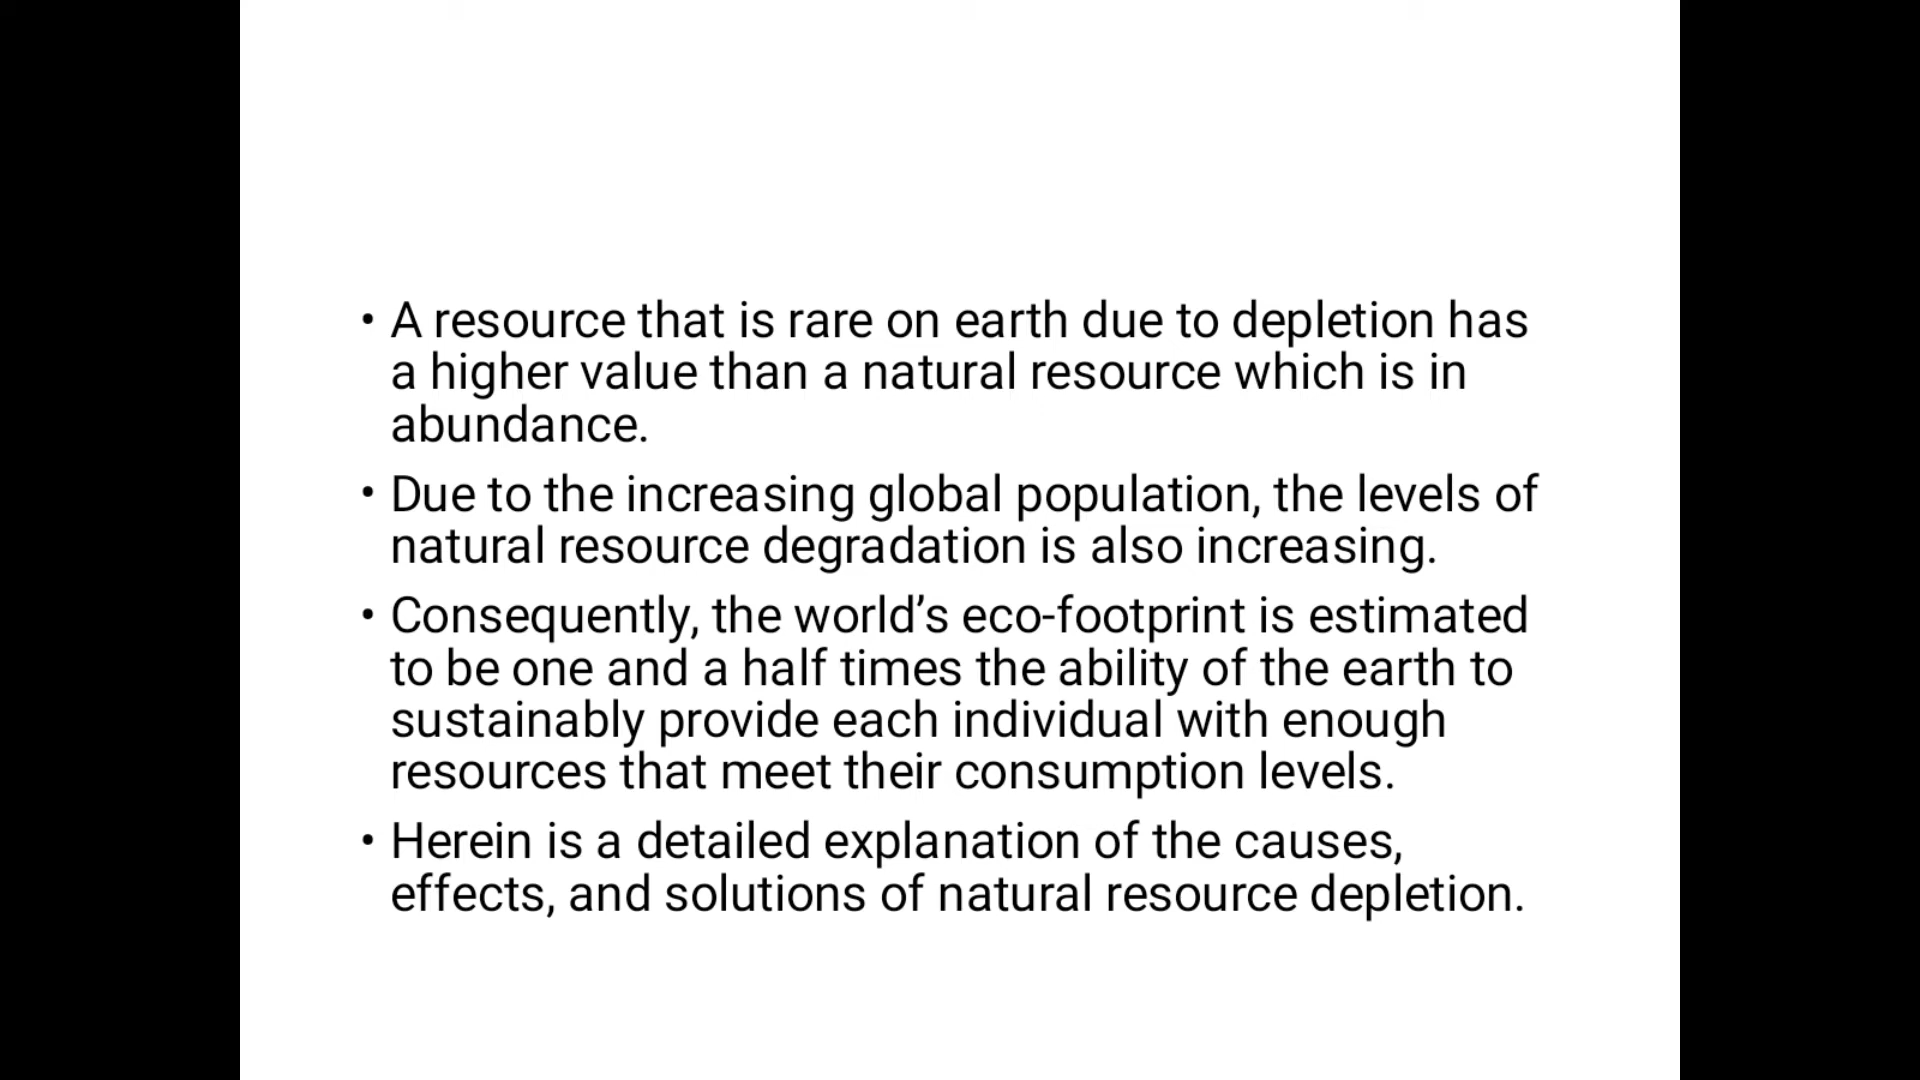 • A resource that is rare on earth due to depletion has
a higher value than a natural resource which is in
abundance.
• Due to the increasing global population, the levels of
natural resource degradation is also increasing.
• Consequently, the world’s eco-footprint is estimated
to be one and a half times the ability of the earth to
sustainably provide each individual with enough
resources that meet their consumption levels.
• Herein is a detailed explanation of the causes,
effects, and solutions of natural resource depletion.